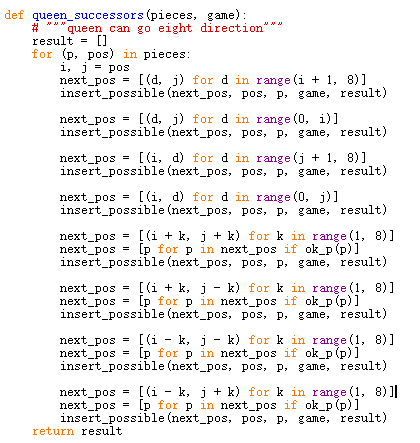 def queen_successors(pieces, game):
    # """queen can go eight direction"""
    result = []
    for (p, pos) in pieces:
        i, j = pos
        next_pos = [(d, j) for d in range(i + 1, 8)]
        insert_possible(next_pos, pos, p, game, result)

        next_pos = [(d, j) for d in range(0, i)]
        insert_possible(next_pos, pos, p, game, result)

        next_pos = [(i, d) for d in range(j + 1, 8)]
        insert_possible(next_pos, pos, p, game, result)

        next_pos = [(i, d) for d in range(0, j)]
        insert_possible(next_pos, pos, p, game, result)

        next_pos = [(i + k, j + k) for k in range(1, 8)]
        next_pos = [p for p in next_pos if ok_p(p)]
        insert_possible(next_pos, pos, p, game, result)

        next_pos = [(i + k, j - k) for k in range(1, 8)]
        next_pos = [p for p in next_pos if ok_p(p)]
        insert_possible(next_pos, pos, p, game, result)

        next_pos = [(i - k, j - k) for k in range(1, 8)]
        next_pos = [p for p in next_pos if ok_p(p)]
        insert_possible(next_pos, pos, p, game, result)

        next_pos = [(i - k, j + k) for k in range(1, 8)]
        next_pos = [p for p in next_pos if ok_p(p)]
        insert_possible(next_pos, pos, p, game, result)
    return result